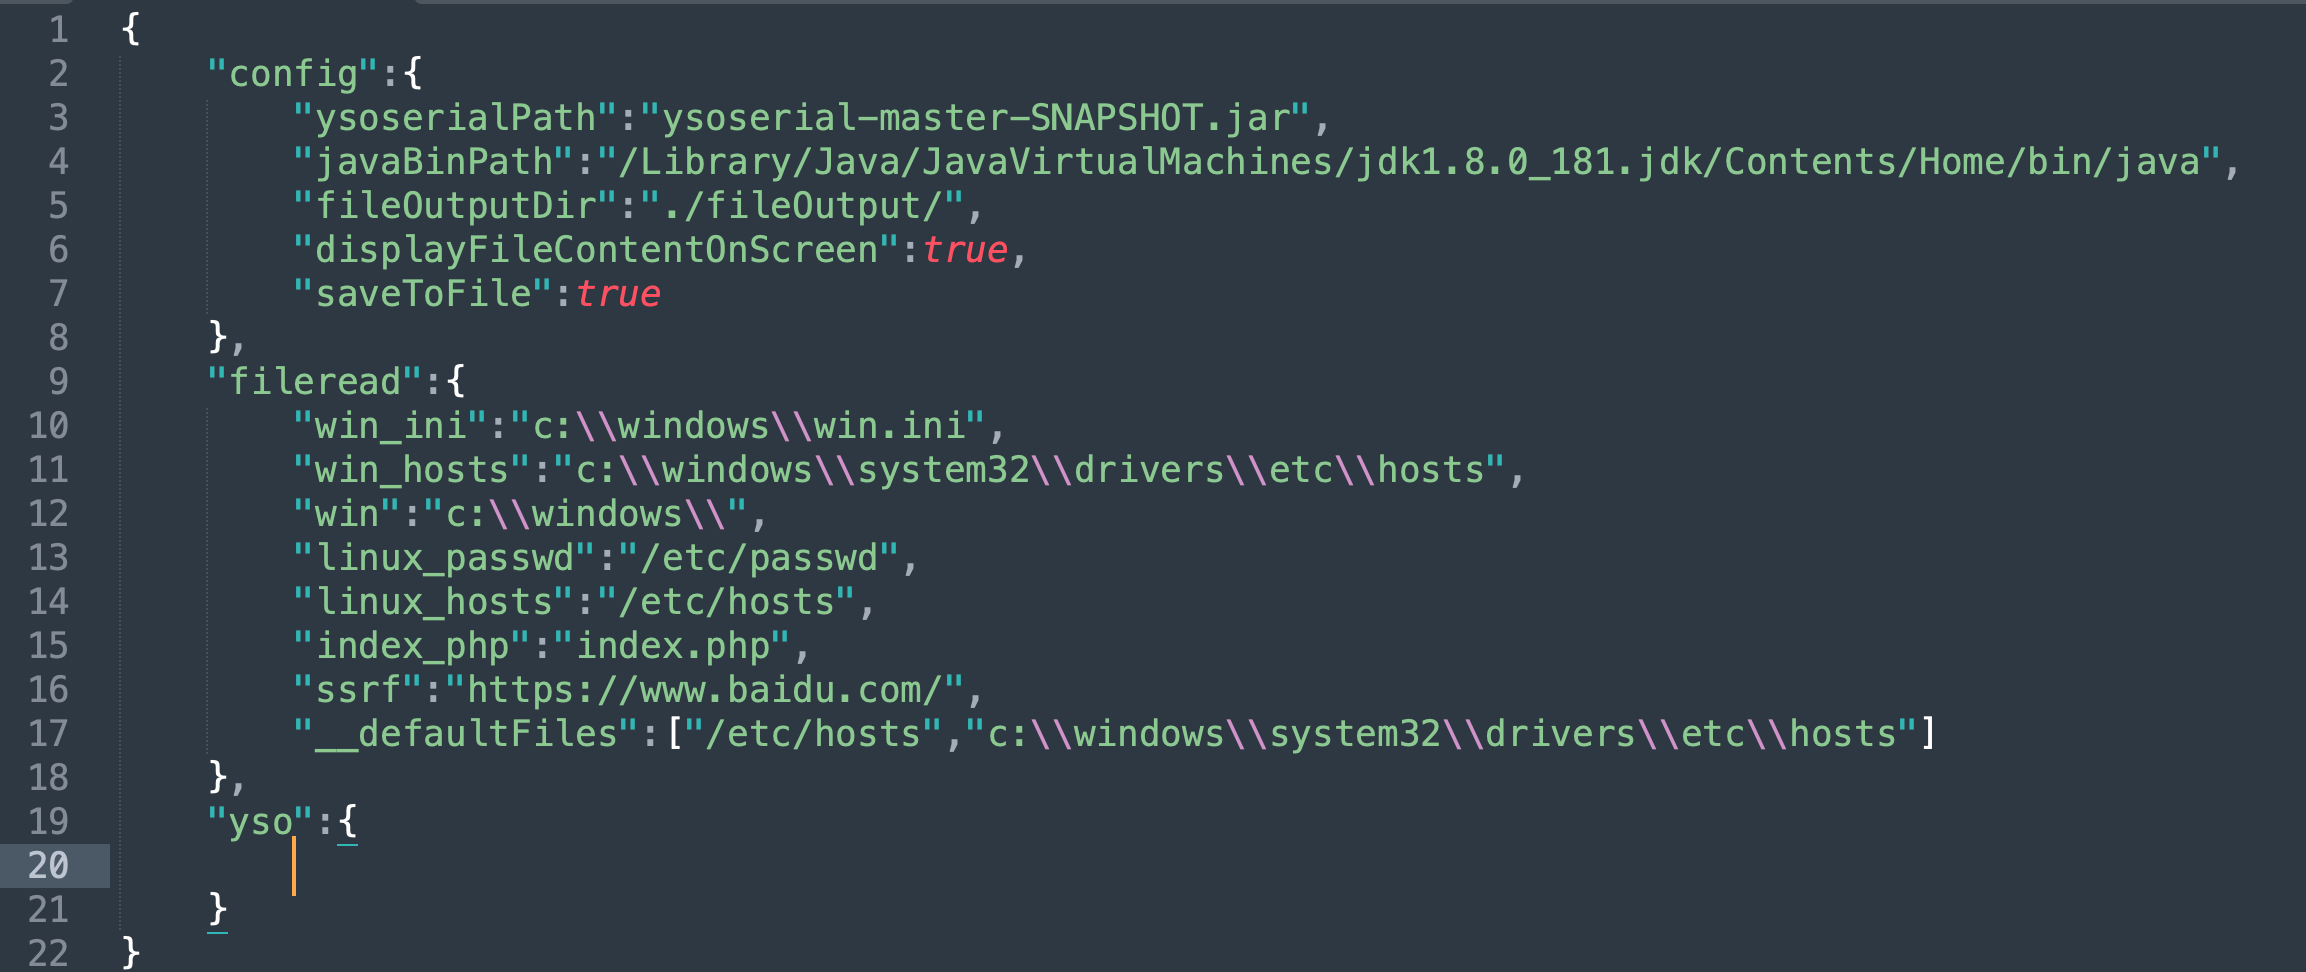 1 {
2 "config":{
3 "ysoserialPath":"ysoserial-master-SNAPSHOT.jar",
4 "javaBinPath":"/Library/Java/JavaVirtualMachines/jdk1.8.0_181.jdk/Contents/Home/bin/java",
5 "fileOutputDir":"./fileOutput/",
6 "displayFileContentOnScreen":true,
7 "saveToFile":true
8 },
9 "fileread":{
10 "win_ini":"c:\\windows\\win.ini",
11 "win_hosts":"c:\\windows\\system32\\drivers\\etc\\hosts",
12 "win":"c:\\windows\\",
13 "linux_passwd":"/etc/passwd",
14 "linux_hosts":"/etc/hosts",
15 "index_php":"index.php",
16 "ssrf":"https://www.baidu.com/",
17 "__defaultFiles":["/etc/hosts","c:\\windows\\system32\\drivers\\etc\\hosts"]
18 },
19 "yso":{
20
21 }
22 }